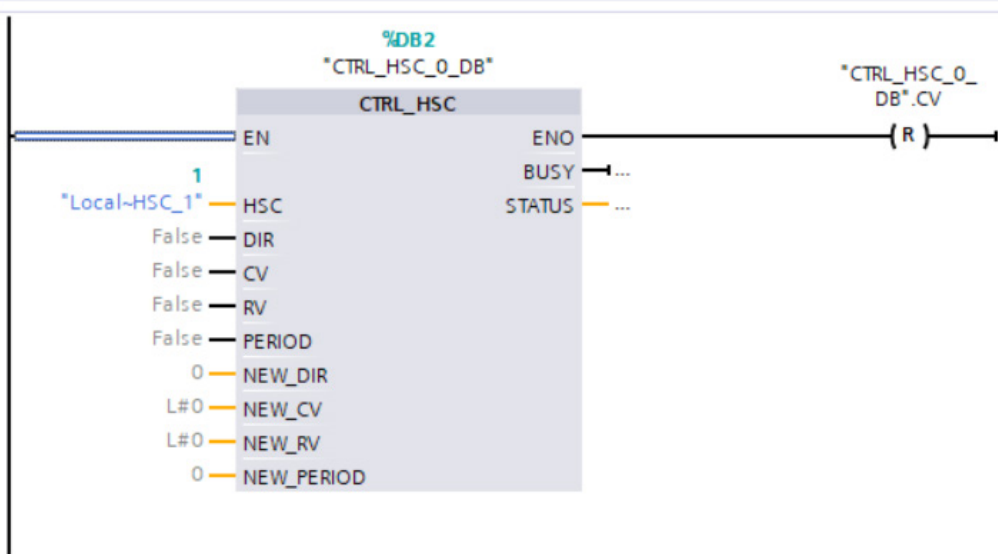 %DB2
"CTRL_HSC_0_DB"
"CTRL_HSC_0_
DB".CV
CTRL_HSC
EN
ENO
( R )
BUSY
...
1
"Local~HSC_1"
HSC
STATUS
...
False
DIR
False
CV
False
RV
False
PERIOD
0
NEW_DIR
L#0
NEW_CV
L#0
NEW_RV
0
NEW_PERIOD